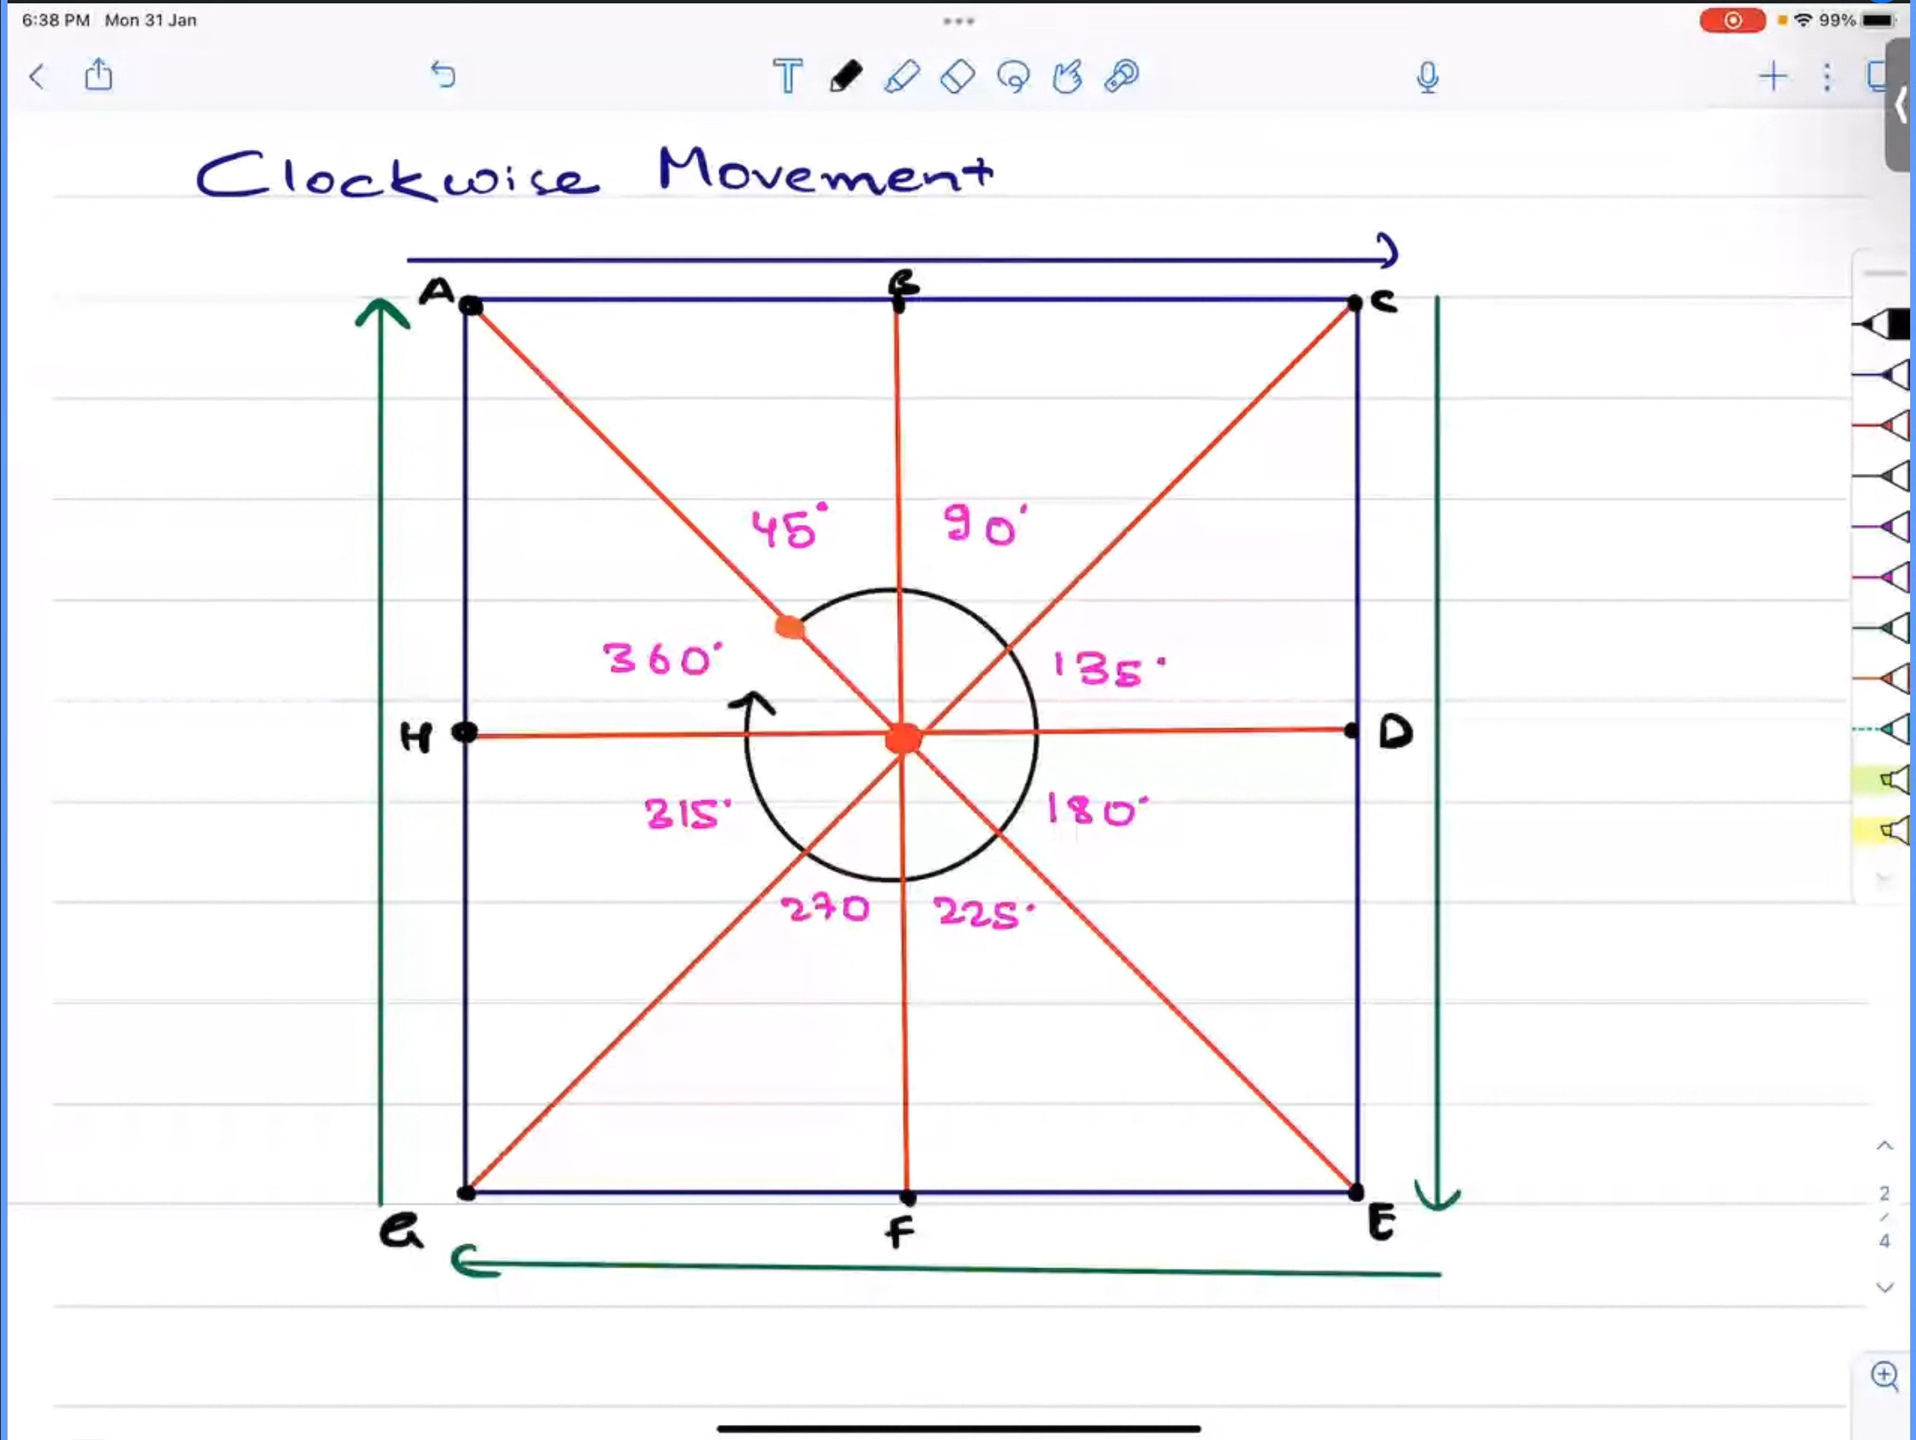 6:38 PM Mon 31 Jan
99%
T
Clockwise Movement
A B C
45° 90°
360° 135°
H D
315° 180°
270 225°
G F E
2
/
4